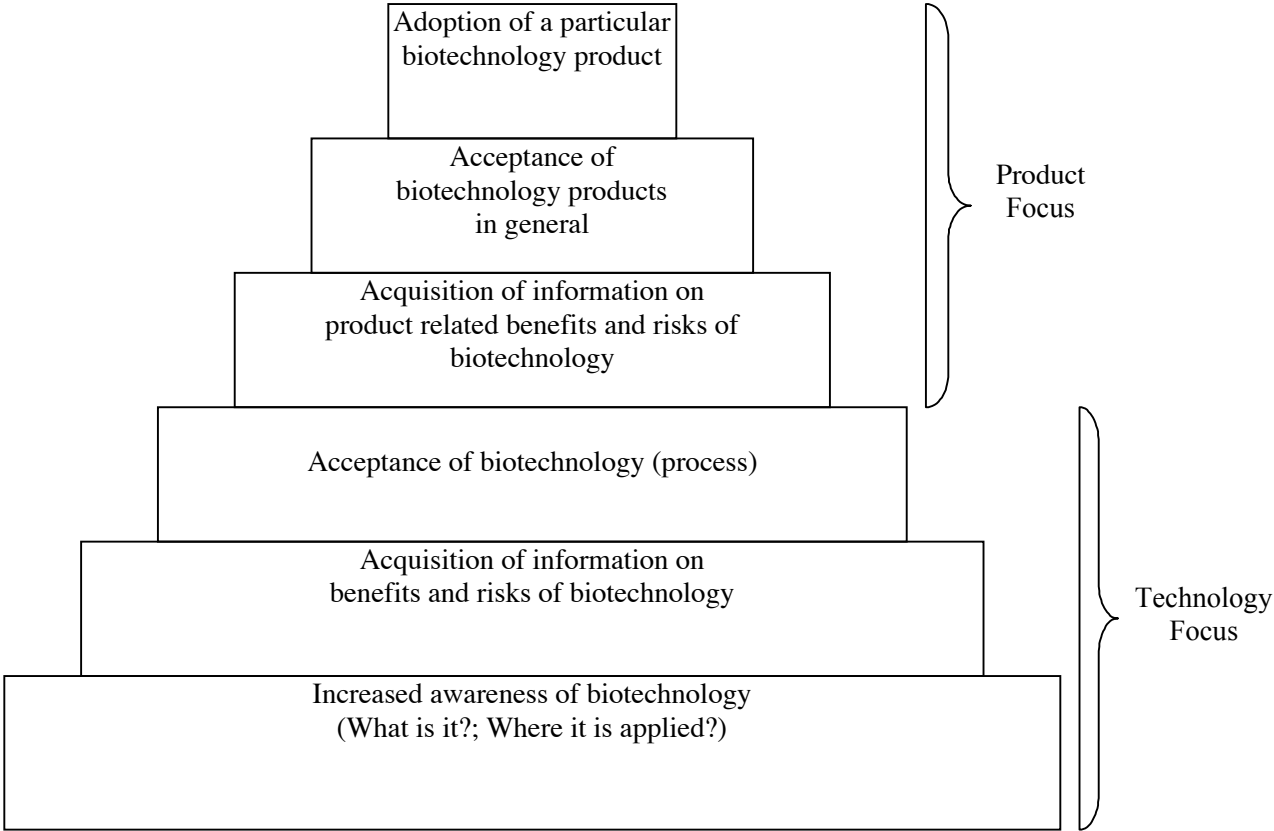 Adoption of a particular
biotechnology product
Acceptance of
biotechnology products
in general
Product
Focus
Acquisition of information on
product related benefits and risks of
biotechnology
Acceptance of biotechnology (process)
Acquisition of information on
benefits and risks of biotechnology
Technology
Focus
Increased awareness of biotechnology
(What is it?; Where it is applied?)